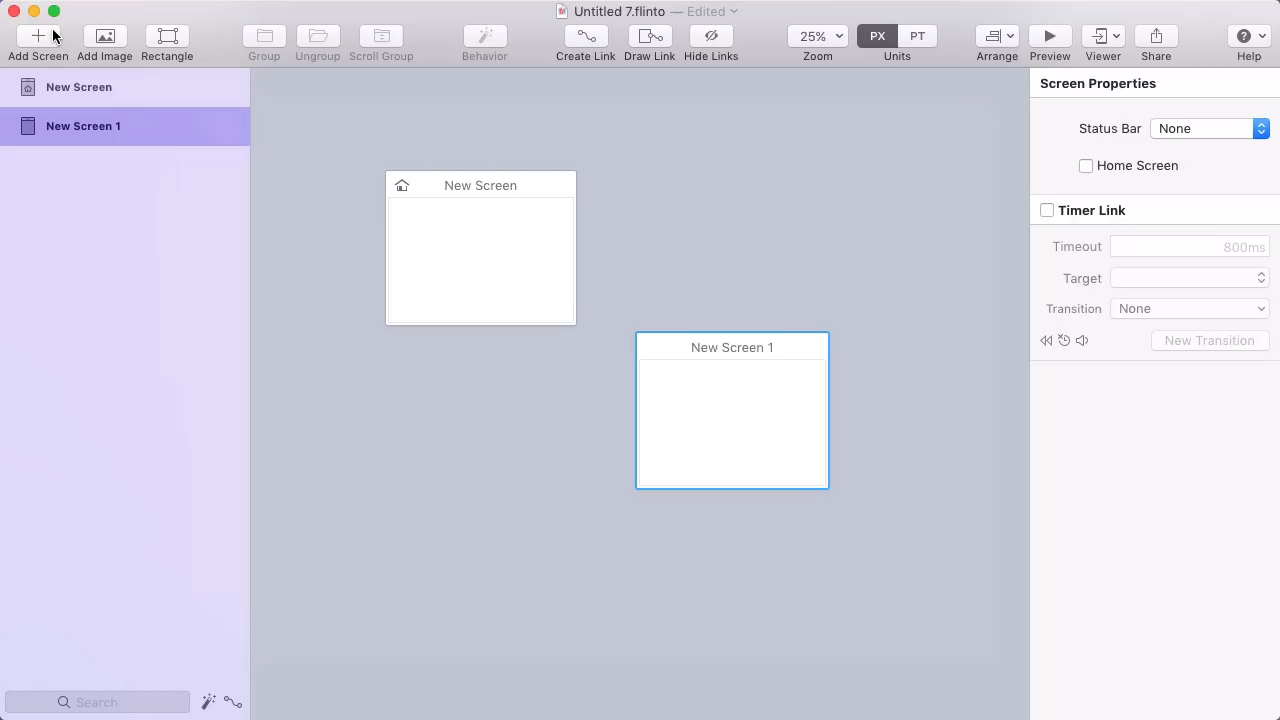 Untitled 7.flinto — Edited
Add Screen
Add Image
Rectangle
Group
Ungroup
Scroll Group
Behavior
Create Link
Draw Link
Hide Links
25%
Zoom
PX
PT
Units
Arrange
Preview
Viewer
Share
Help
New Screen
New Screen 1
Search
New Screen
New Screen 1
Screen Properties
Status Bar
None
Home Screen
Timer Link
Timeout
800ms
Target
Transition
None
New Transition